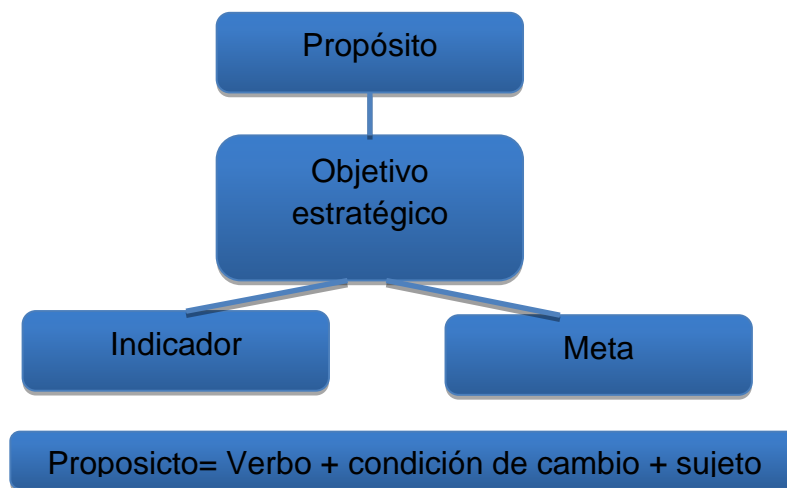 Propósito
Objetivo
estratégico
Indicador
Meta
Proposicto= Verbo + condición de cambio + sujeto